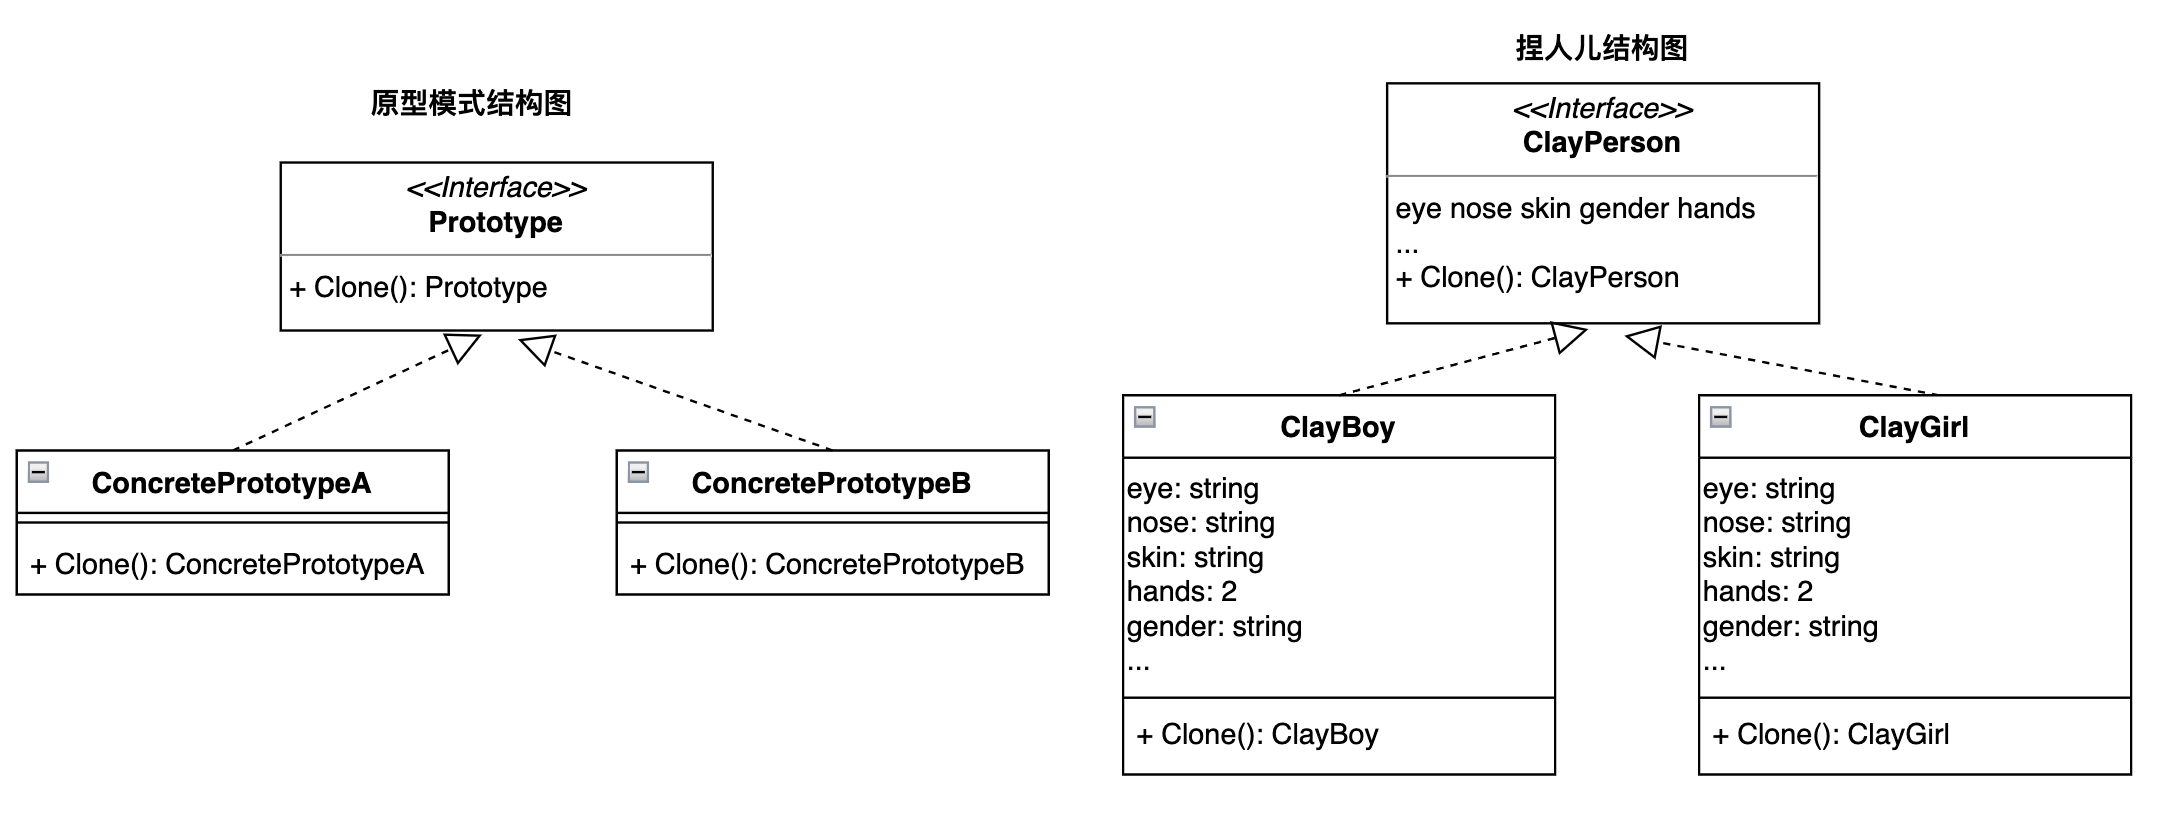 原型模式结构图
<<Interface>>
Prototype
+ Clone(): Prototype
ConcretePrototypeA
+ Clone(): ConcretePrototypeA
ConcretePrototypeB
+ Clone(): ConcretePrototypeB
捏人儿结构图
<<Interface>>
ClayPerson
eye nose skin gender hands
...
+ Clone(): ClayPerson
ClayBoy
eye: string
nose: string
skin: string
hands: 2
gender: string
...
+ Clone(): ClayBoy
ClayGirl
eye: string
nose: string
skin: string
hands: 2
gender: string
...
+ Clone(): ClayGirl